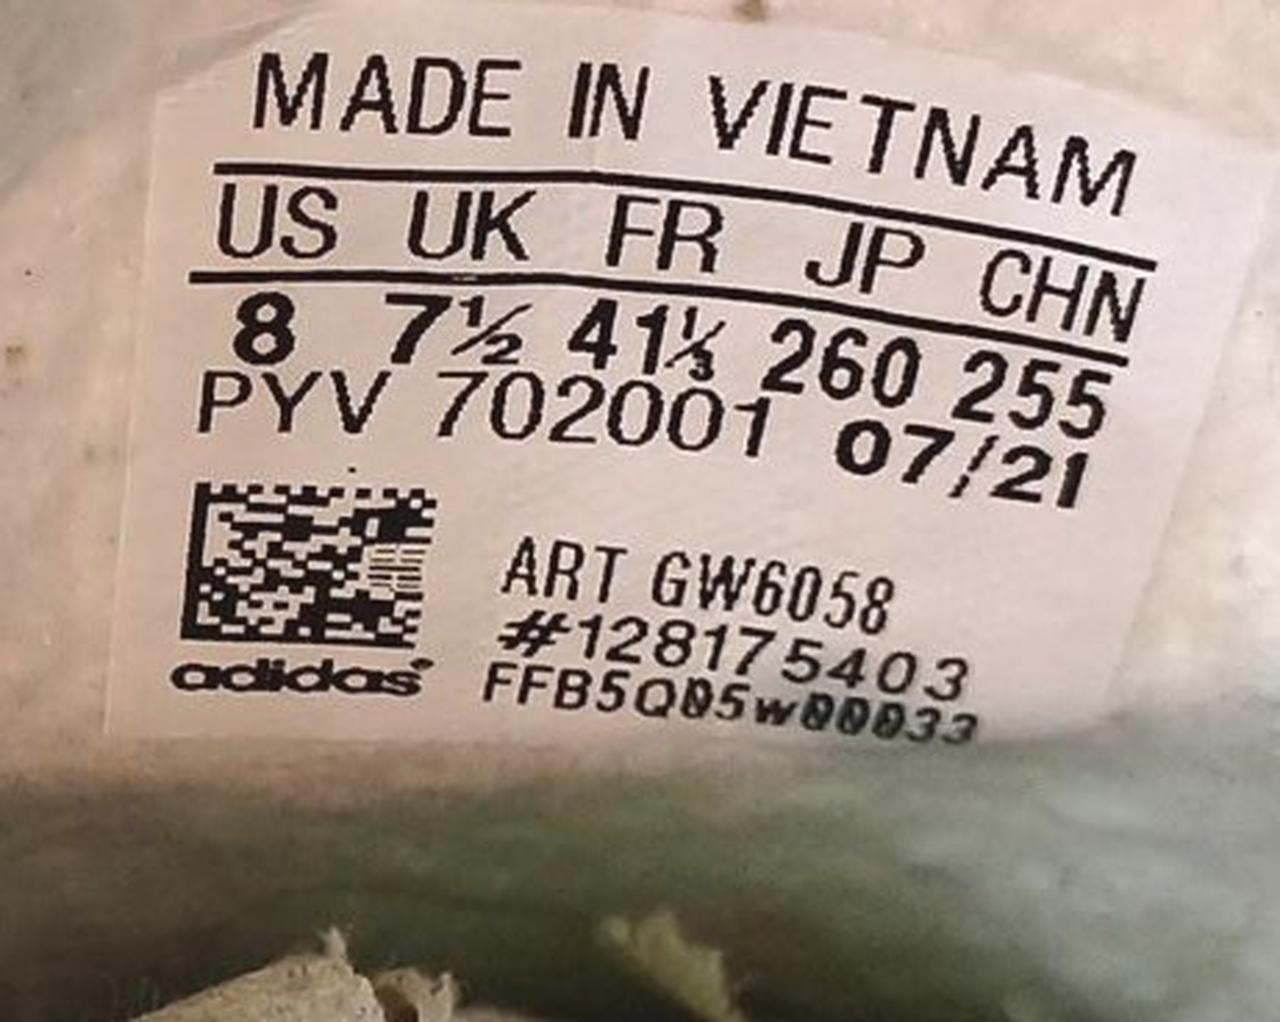 MADE IN VIETNAM
US UK FR JP CHN
8 7½ 41⅓ 260 255
PYV 702001 07/21
ART GW6058
#128175403
FFB5Q05w00033
adidas